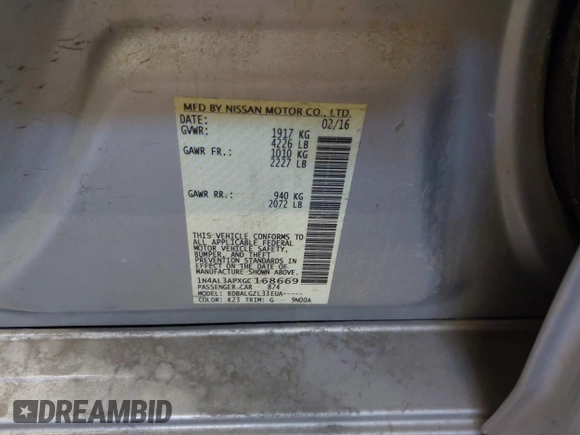 MFD BY NISSAN MOTOR CO., LTD.
DATE: 02/16
GVWR: 1917 KG
4226 LB
GAWR FR.: 1010 KG
2227 LB
GAWR RR.: 940 KG
2072 LB
THIS VEHICLE CONFORMS TO
ALL APPLICABLE FEDERAL
MOTOR VEHICLE SAFETY,
BUMPER, AND THEFT
PREVENTION STANDARDS IN
EFFECT ON THE DATE OF
MANUFACTURE SHOWN ABOVE.
1N4AL3APXGC168669
PASSENGER CAR 874
MODEL: BDBALGZL33EUA-----
COLOR: K23 TRIM: G 9N00A
DREAMBID